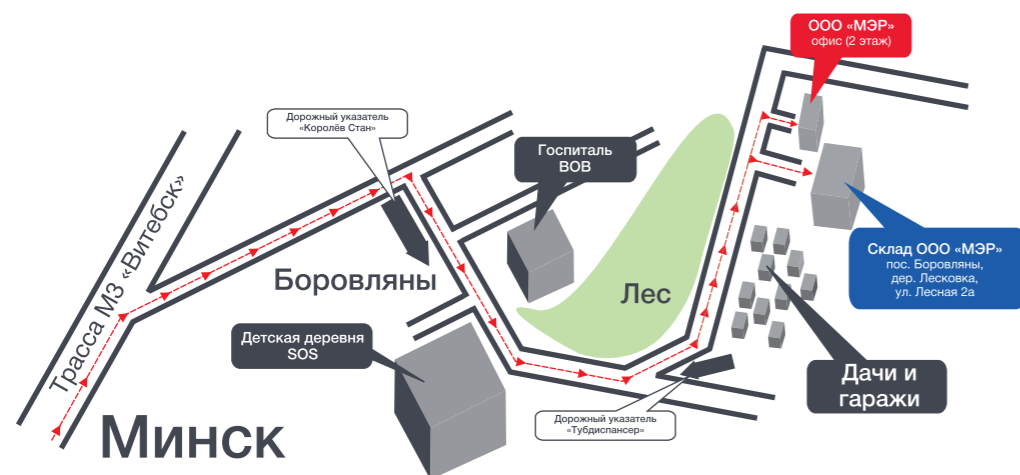 ООО «МЭР»
офис (2 этаж)
Дорожный указатель
«Королёв Стан»
Госпиталь
ВОВ
Трасса М3 «Витебск»
Боровляны
Лес
Склад ООО «МЭР»
пос. Боровляны,
дер. Лесковка,
ул. Лесная 2а
Детская деревня
SOS
Дачи и
гаражи
Дорожный указатель
«Тубдиспансер»
Минск